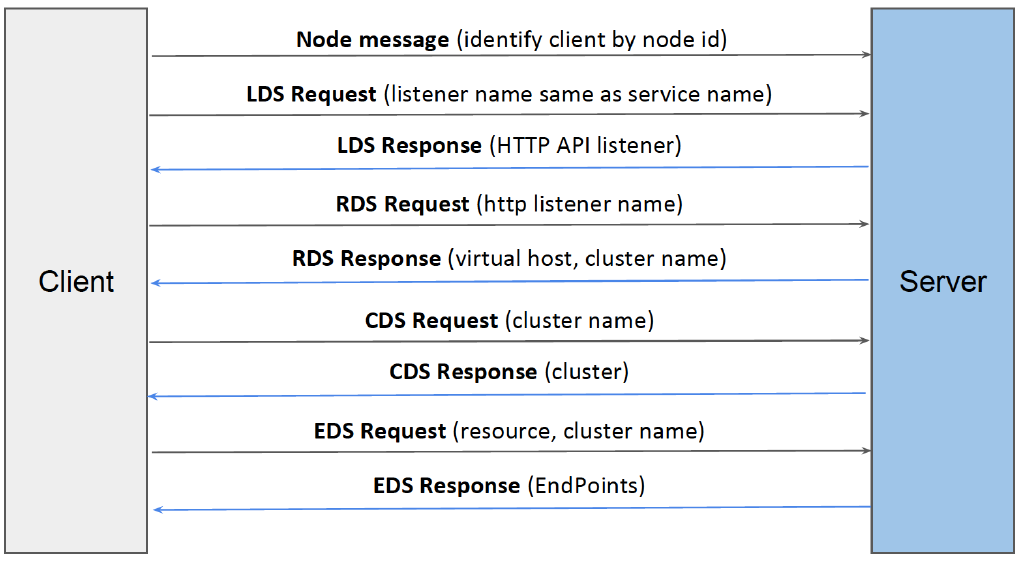 Node message (identify client by node id)
LDS Request (listener name same as service name)
LDS Response (HTTP API listener)
RDS Request (http listener name)
RDS Response (virtual host, cluster name)
Client
Server
CDS Request (cluster name)
CDS Response (cluster)
EDS Request (resource, cluster name)
EDS Response (EndPoints)